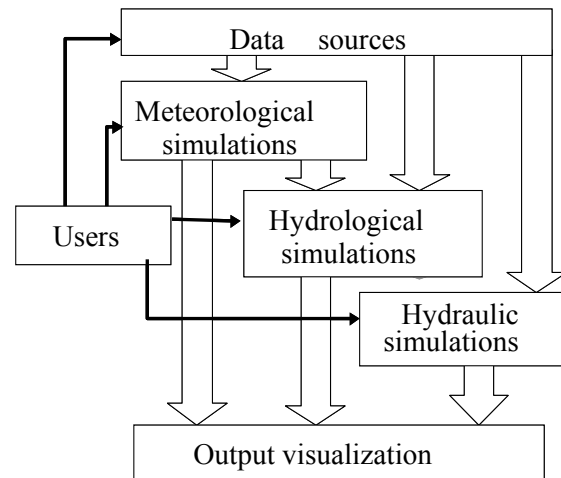 Data sources
Meteorological
simulations
Users
Hydrological
simulations
Hydraulic
simulations
Output visualization